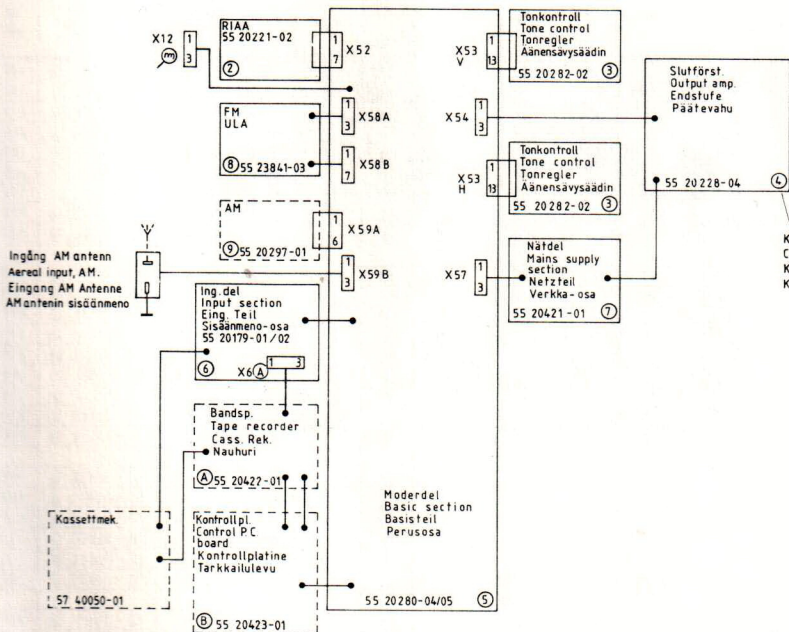 X12
1
3
m
RIAA
55 20221-02
2
1
7
X52
FM
ULA
8 55 23841-03
1
3
X58A
1
7
X58B
AM
9 55 20297-01
1
6
X59A
1
3
X59B
Ingång AM antenn
Aereal input, AM.
Eingang AM Antenne
AM antenin sisäänmeno
Ing.del
Input section
Eing. Teil
Sisäänmeno-osa
55 20179-01/02
6
X6 A
1 3
Bandsp.
Tape recorder
Cass. Rek.
Nauhuri
A 55 20422-01
Kassettmek.
57 40050-01
Kontrollpl.
Control P.C.
board
Kontrollplatine
Tarkkailulevu
B 55 20423-01
Moderdel
Basic section
Basisteil
Perusosa
55 20280-04/05
5
X53
V
1
13
Tonkontroll
Tone control
Tonregler
Äänensävysäädin
55 20282-02
3
X54
1
3
X53
H
1
13
Tonkontroll
Tone control
Tonregler
Äänensävysäädin
55 20282-02
3
X57
1
3
Nätdel
Mains supply
section
Netzteil
Verkka-osa
55 20421-01
7
Slutförst.
Output amp.
Endstufe
Päätevahu
55 20228-04
4
K
C
K
K